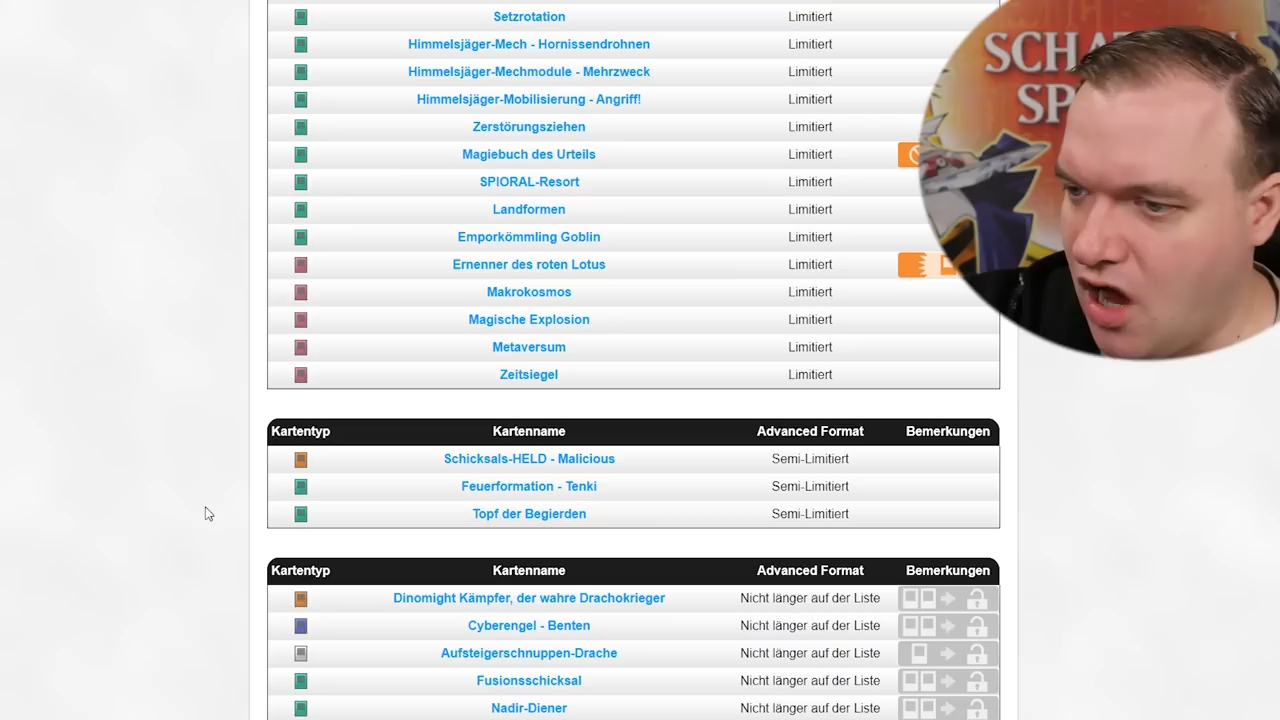 Setzrotation Limitiert
Himmelsjäger-Mech - Hornissendrohnen Limitiert
Himmelsjäger-Mechmodule - Mehrzweck Limitiert
Himmelsjäger-Mobilisierung - Angriff! Limitiert
Zerstörungsziehen Limitiert
Magiebuch des Urteils Limitiert
SPIORAL-Resort Limitiert
Landformen Limitiert
Emporkömmling Goblin Limitiert
Ernenner des roten Lotus Limitiert
Makrokosmos Limitiert
Magische Explosion Limitiert
Metaversum Limitiert
Zeitsiegel Limitiert
Kartentyp Kartenname Advanced Format Bemerkungen
Schicksals-HELD - Malicious Semi-Limitiert
Feuerformation - Tenki Semi-Limitiert
Topf der Begierden Semi-Limitiert
Kartentyp Kartenname Advanced Format Bemerkungen
Dinomight Kämpfer, der wahre Drachokrieger Nicht länger auf der Liste
Cyberengel - Benten Nicht länger auf der Liste
Aufsteigerschnuppen-Drache Nicht länger auf der Liste
Fusionsschicksal Nicht länger auf der Liste
Nadir-Diener Nicht länger auf der Liste